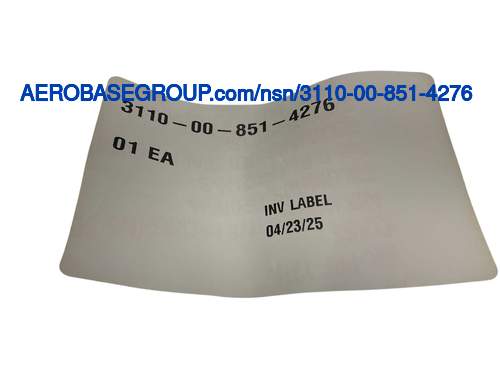 AEROBASEGROUP.com/nsn/3110-00-851-4276
3110-00-851-4276
01 EA
INV LABEL
04/23/25